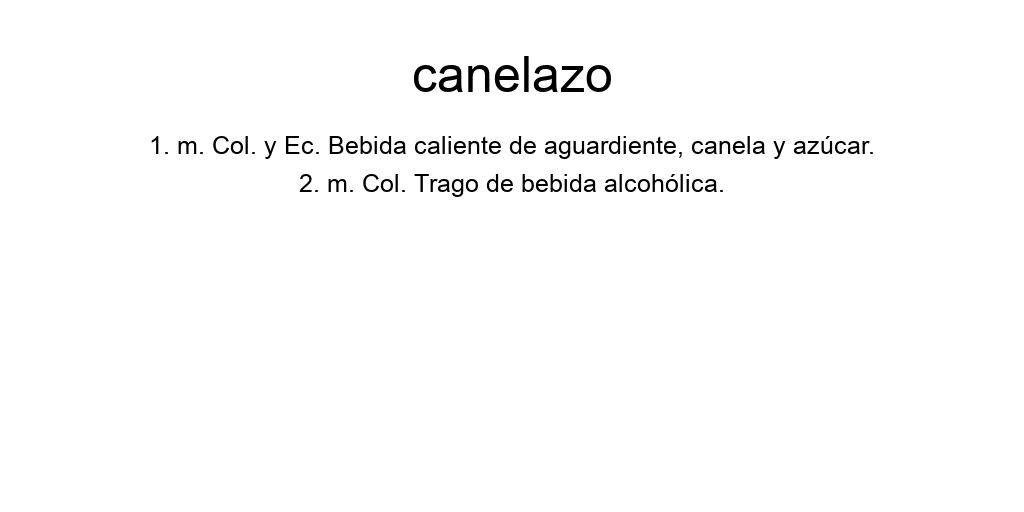 canelazo
1. m. Col. y Ec. Bebida caliente de aguardiente, canela y azúcar.
2. m. Col. Trago de bebida alcohólica.